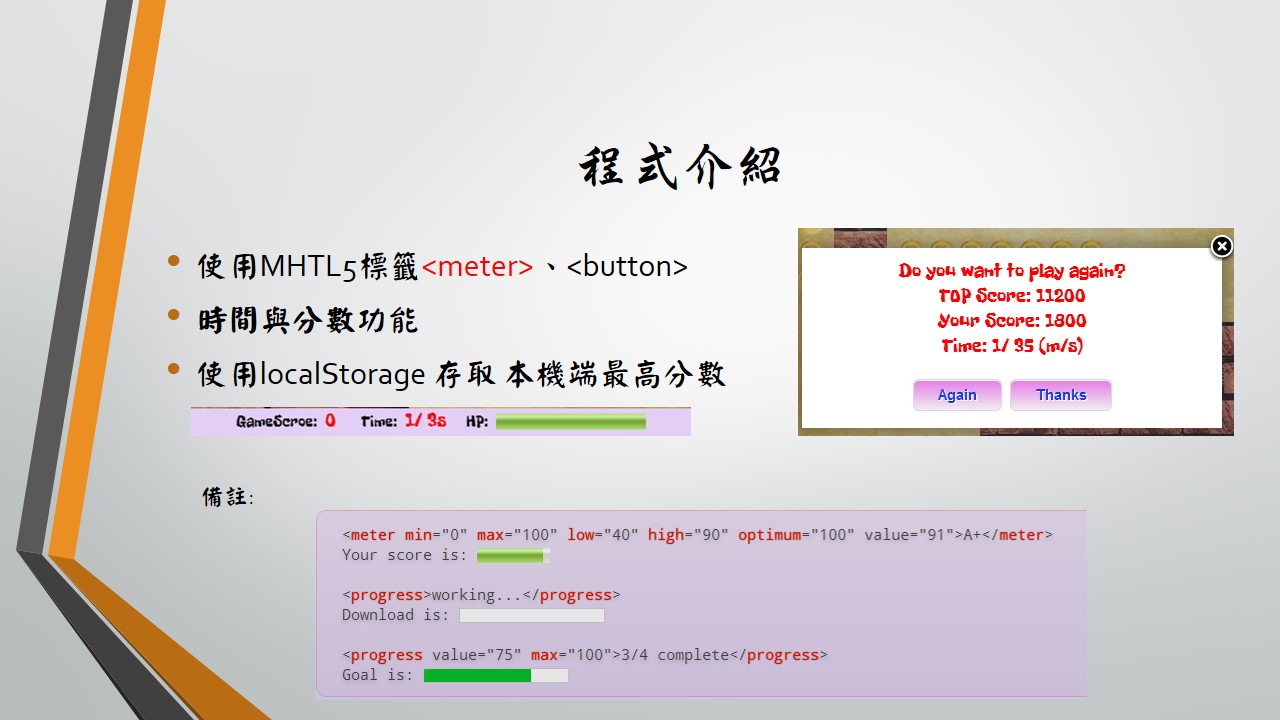 程式介紹
使用MHTL5標籤<meter>、<button>
時間與分數功能
使用localStorage 存取 本機端最高分數
GameScroe: 0 Time: 1/ 3s HP:
Do you want to play again?
TOP Score: 11200
Your Score: 1800
Time: 1/ 35 (m/s)
Again Thanks
備註:
<meter min="0" max="100" low="40" high="90" optimum="100" value="91">A+</meter>
Your score is:
<progress>working...</progress>
Download is:
<progress value="75" max="100">3/4 complete</progress>
Goal is: